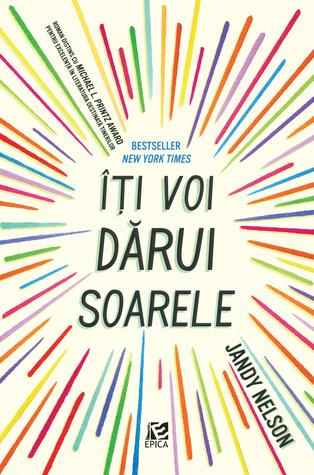 ROMAN DISTINS CU MICHAEL L. PRINTZ AWARD
PENTRU EXCELENȚĂ ÎN LITERATURA DESTINATĂ TINERILOR
BESTSELLER
NEW YORK TIMES
ÎȚI VOI
DĂRUI
SOARELE
JANDY NELSON
EPICA